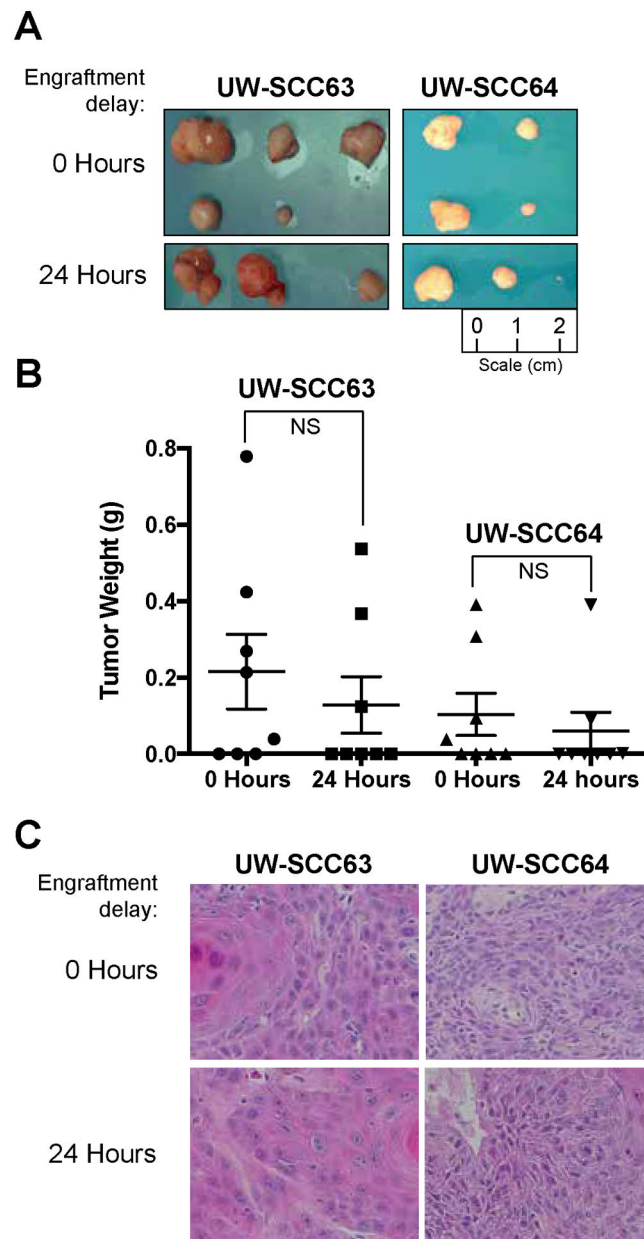 A
Engraftment
delay:
UW-SCC63
UW-SCC64
0 Hours
24 Hours
0 1 2
Scale (cm)
B
UW-SCC63
NS
UW-SCC64
NS
Tumor Weight (g)
0.8
0.6
0.4
0.2
0.0
0 Hours
24 Hours
0 Hours
24 hours
C
Engraftment
delay:
UW-SCC63
UW-SCC64
0 Hours
24 Hours